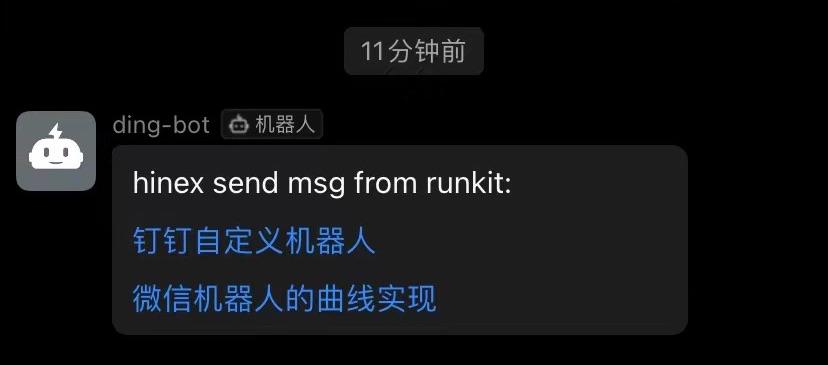 11分钟前
ding-bot 机器人
hinex send msg from runkit:
钉钉自定义机器人
微信机器人的曲线实现